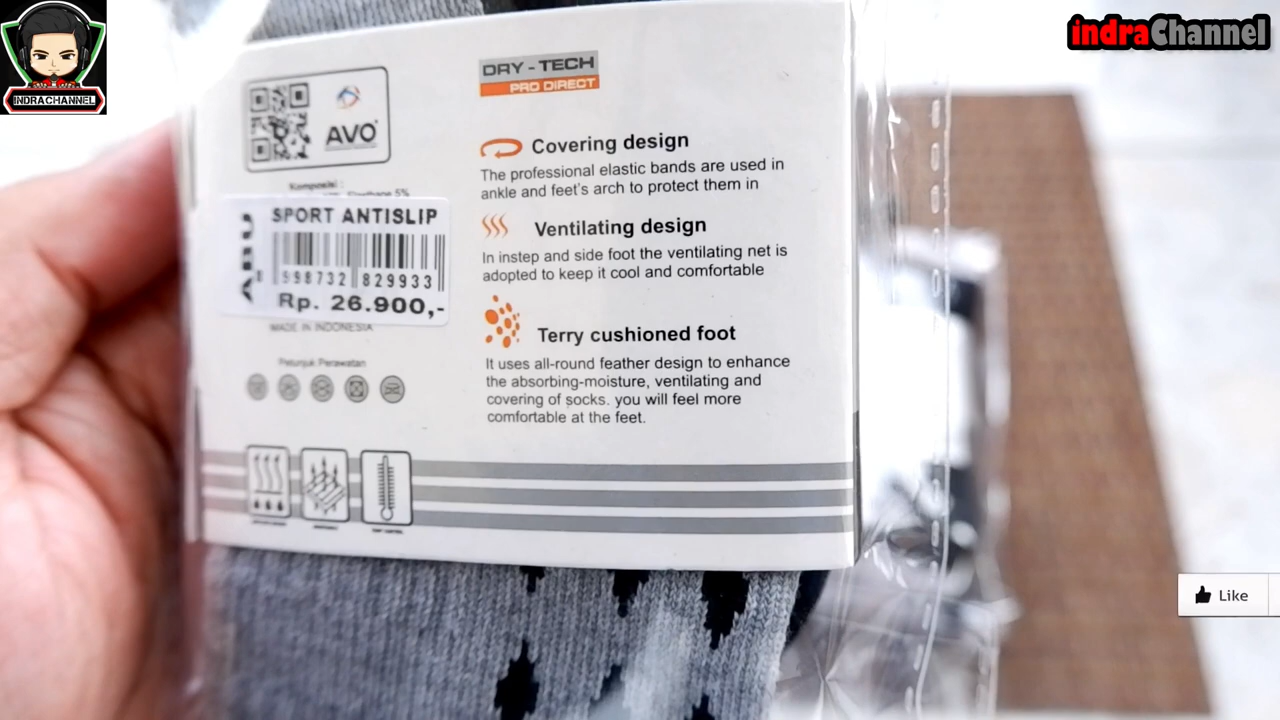 INDRACHANNEL
indraChannel
AVO
Komposisi :
5%
ABU
SPORT ANTISLIP
598732 829933
Rp. 26.900,-
MADE IN INDONESIA
Petunjuk Perawatan
DRY - TECH
PRO DIRECT
Covering design
The professional elastic bands are used in
ankle and feet's arch to protect them in
Ventilating design
In instep and side foot the ventilating net is
adopted to keep it cool and comfortable
Terry cushioned foot
It uses all-round feather design to enhance
the absorbing-moisture, ventilating and
covering of socks. you will feel more
comfortable at the feet.
Like